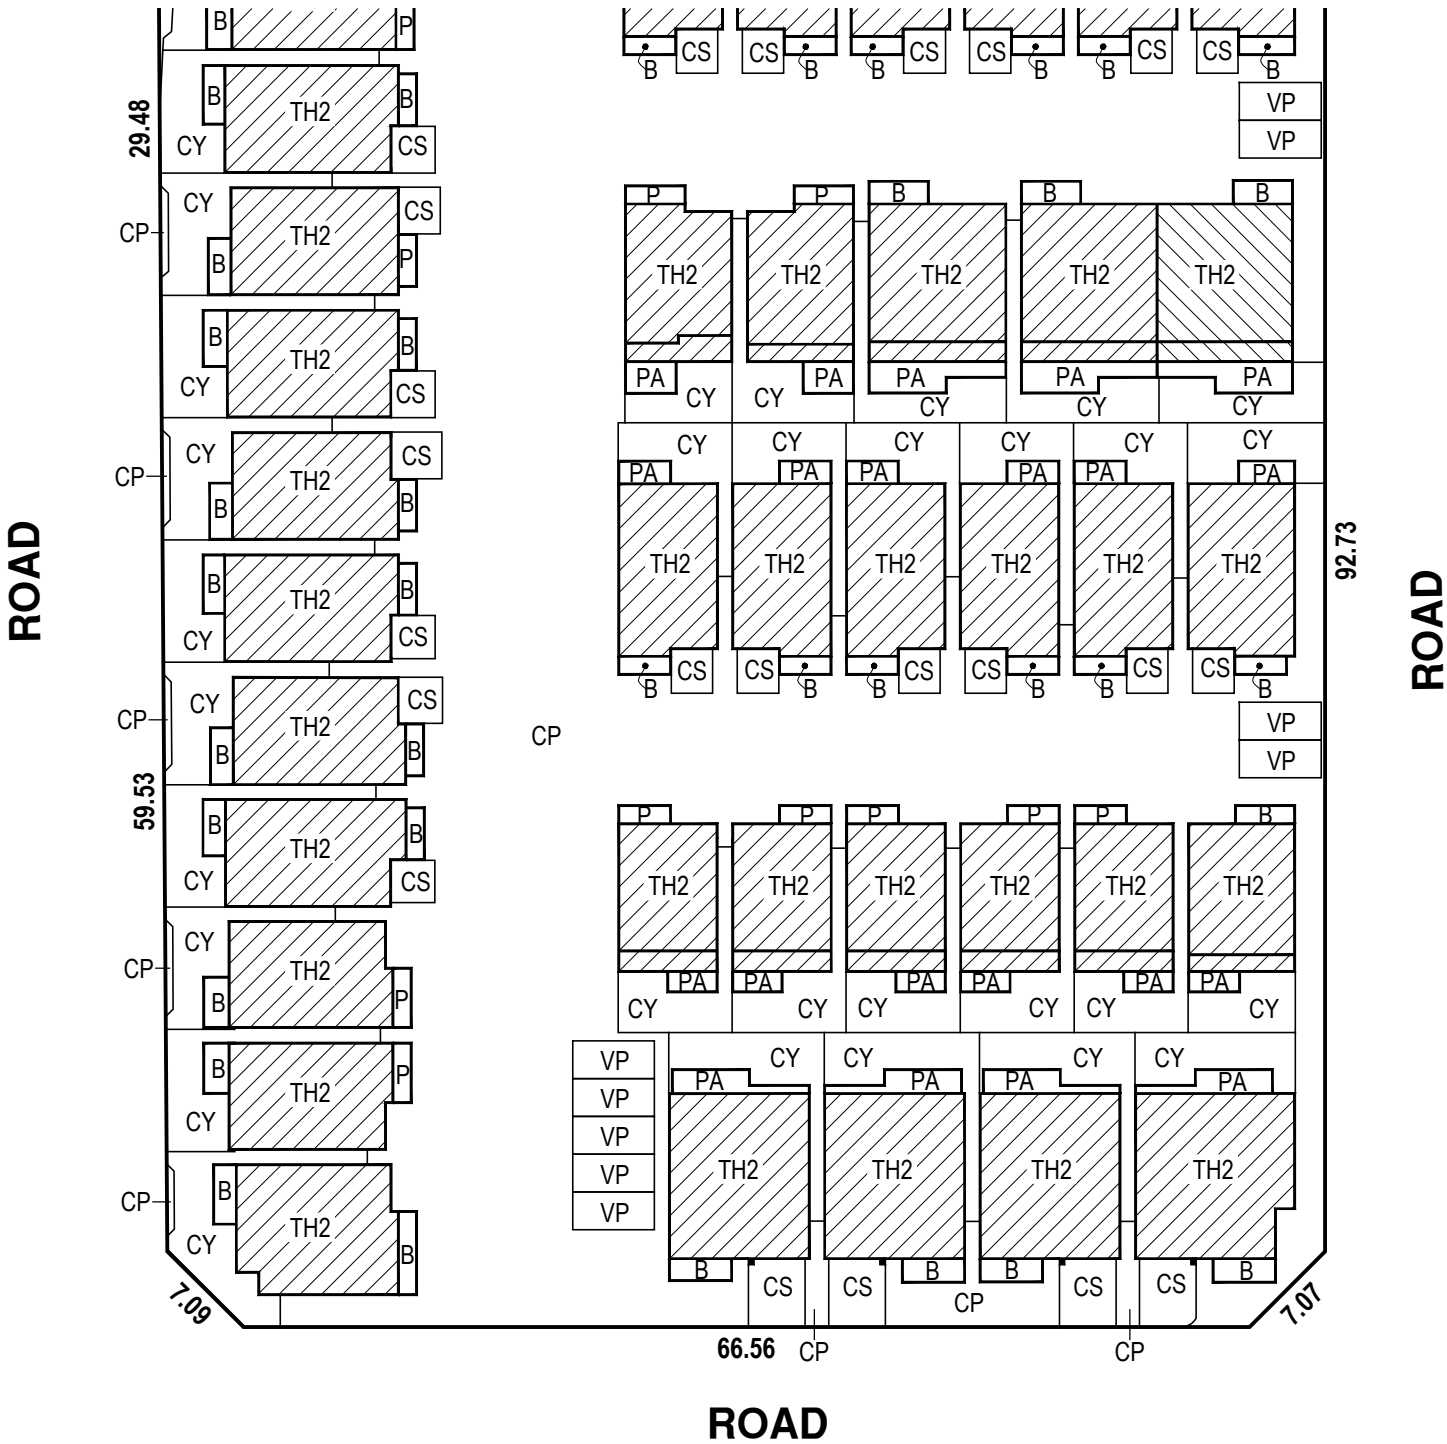 B P
B CS CS B B CS CS B B CS CS B
29.48
B TH2 B
CY CS
VP
VP
CP CY TH2 CS
B P
P P B B B
TH2 TH2 TH2 TH2 TH2
B TH2 B
CY CS
PA PA PA PA PA
CY CY CY CY CY
CY CY CY CY CY CY
CP CY TH2 CS
B B
PA PA PA PA PA PA
ROAD
B TH2 B
CY CS
TH2 TH2 TH2 TH2 TH2 TH2
92.73
ROAD
CS CS CS CS CS CS
B B B B B B
CP CY TH2 CS
B B
CP
VP
VP
59.53
B TH2 B
CY CS
P P P P P B
TH2 TH2 TH2 TH2 TH2 TH2
CP CY TH2
B P
PA PA PA PA PA PA
CY CY CY CY CY CY
B TH2 P
CY
VP
VP
VP
VP
VP
CY CY CY CY
PA PA PA PA
TH2 TH2 TH2 TH2
CP B TH2
CY B
B CS CS B B CS CS B
CP
7.09
7.07
66.56 CP CP
ROAD